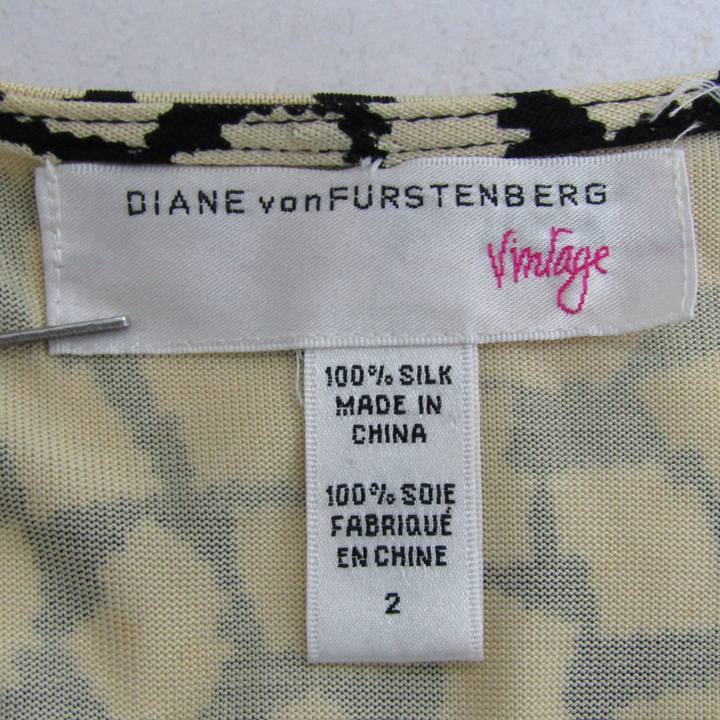 DIANE vonFURSTENBERG
Vintage
100% SILK
MADE IN
CHINA
100% SOIE
FABRIQUÉ
EN CHINE
2